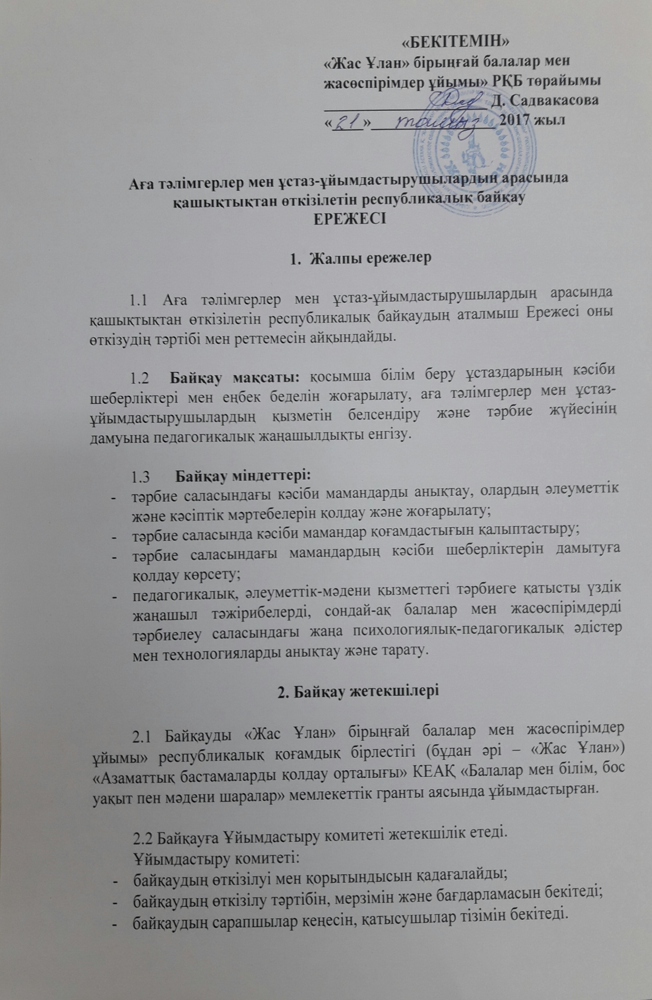 «БЕКІТЕМІН»
«Жас Ұлан» бірыңғай балалар мен
жасөспірімдер ұйымы» РҚБ төрайымы
Д. Садвакасова
«21» тамыз 2017 жыл
Аға тәлімгерлер мен ұстаз-ұйымдастырушылардың арасында
қашықтықтан өткізілетін республикалық байқау
ЕРЕЖЕСІ
1. Жалпы ережелер
1.1 Аға тәлімгерлер мен ұстаз-ұйымдастырушылардың арасында
қашықтықтан өткізілетін республикалық байқаудың аталмыш Ережесі оны
өткізудің тәртібі мен реттемесін айқындайды.
1.2 Байқау мақсаты: қосымша білім беру ұстаздарының кәсіби
шеберліктері мен еңбек беделін жоғарылату, аға тәлімгерлер мен ұстаз-
ұйымдастырушылардың қызметін белсендіру және тәрбие жүйесінің
дамуына педагогикалық жаңашылдықты енгізу.
1.3 Байқау міндеттері:
- тәрбие саласындағы кәсіби мамандарды анықтау, олардың әлеуметтік
және кәсіптік мәртебелерін қолдау және жоғарылату;
- тәрбие саласында кәсіби мамандар қоғамдастығын қалыптастыру;
- тәрбие саласындағы мамандардың кәсіби шеберліктерін дамытуға
қолдау көрсету;
- педагогикалық, әлеуметтік-мәдени қызметтегі тәрбиеге қатысты үздік
жаңашыл тәжірибелерді, сондай-ақ балалар мен жасөспірімдерді
тәрбиелеу саласындағы жаңа психологиялық-педагогикалық әдістер
мен технологияларды анықтау және тарату.
2. Байқау жетекшілері
2.1 Байқауды «Жас Ұлан» бірыңғай балалар мен жасөспірімдер
ұйымы» республикалық қоғамдық бірлестігі (бұдан әрі – «Жас Ұлан»)
«Азаматтық бастамаларды қолдау орталығы» КЕАҚ «Балалар мен білім, бос
уақыт пен мәдени шаралар» мемлекеттік гранты аясында ұйымдастырған.
2.2 Байқауға Ұйымдастыру комитеті жетекшілік етеді.
Ұйымдастыру комитеті:
- байқаудың өткізілуі мен қорытындысын қадағалайды;
- байқаудың өткізілу тәртібін, мерзімін және бағдарламасын бекітеді;
- байқаудың сарапшылар кеңесін, қатысушылар тізімін бекітеді.